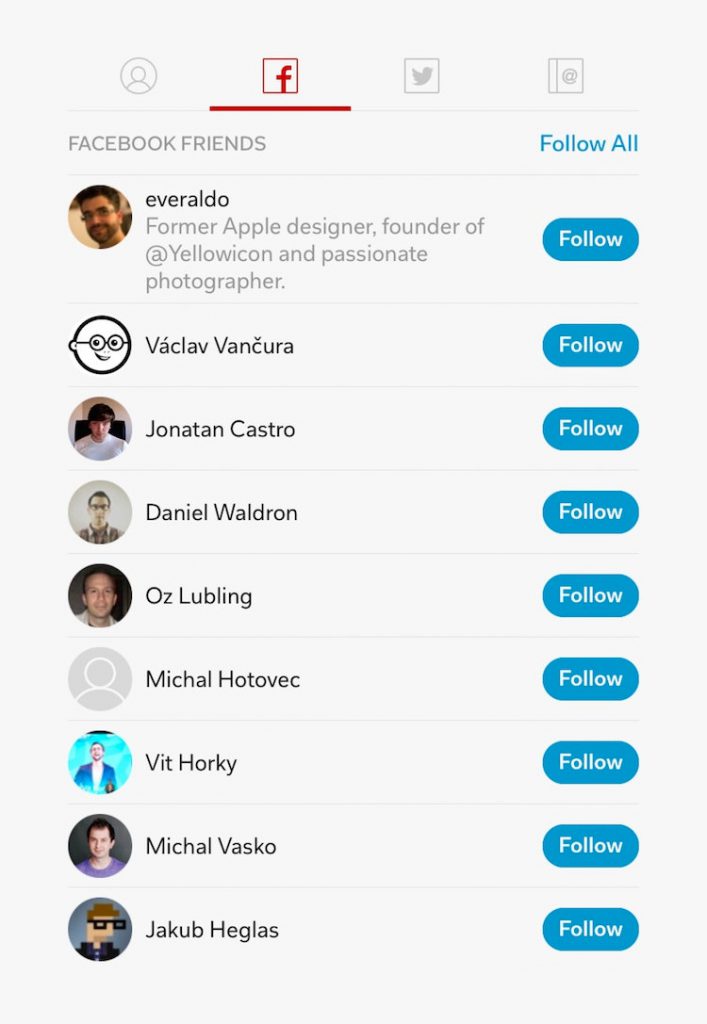 FACEBOOK FRIENDS
Follow All
everaldo
Former Apple designer, founder of
@Yellowicon and passionate
photographer.
Follow
Václav Vančura
Follow
Jonatan Castro
Follow
Daniel Waldron
Follow
Oz Lubling
Follow
Michal Hotovec
Follow
Vit Horky
Follow
Michal Vasko
Follow
Jakub Heglas
Follow